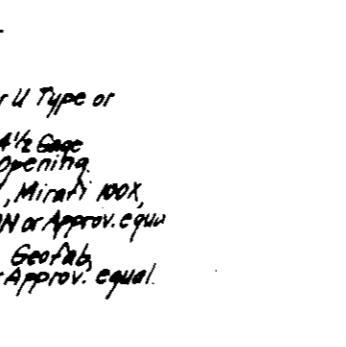 r U Type or
4½ Gage
Opening.
, Mirafi 100X,
N or Approv. equ
Geofab,
Approv. equal.